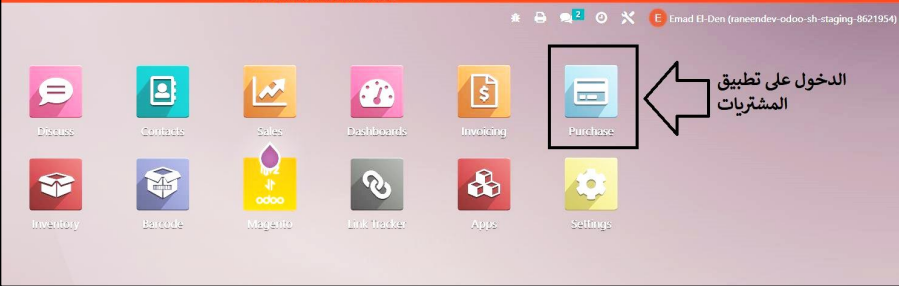 2
E Emad El-Den (raneendev-odoo-sh-staging-8621954)
الدخول على تطبيق
المشتريات
Discuss Contacts Sales Dashboards Invoicing Purchase
odoo
Inventory Barcode Magento Link Tracker Apps Settings